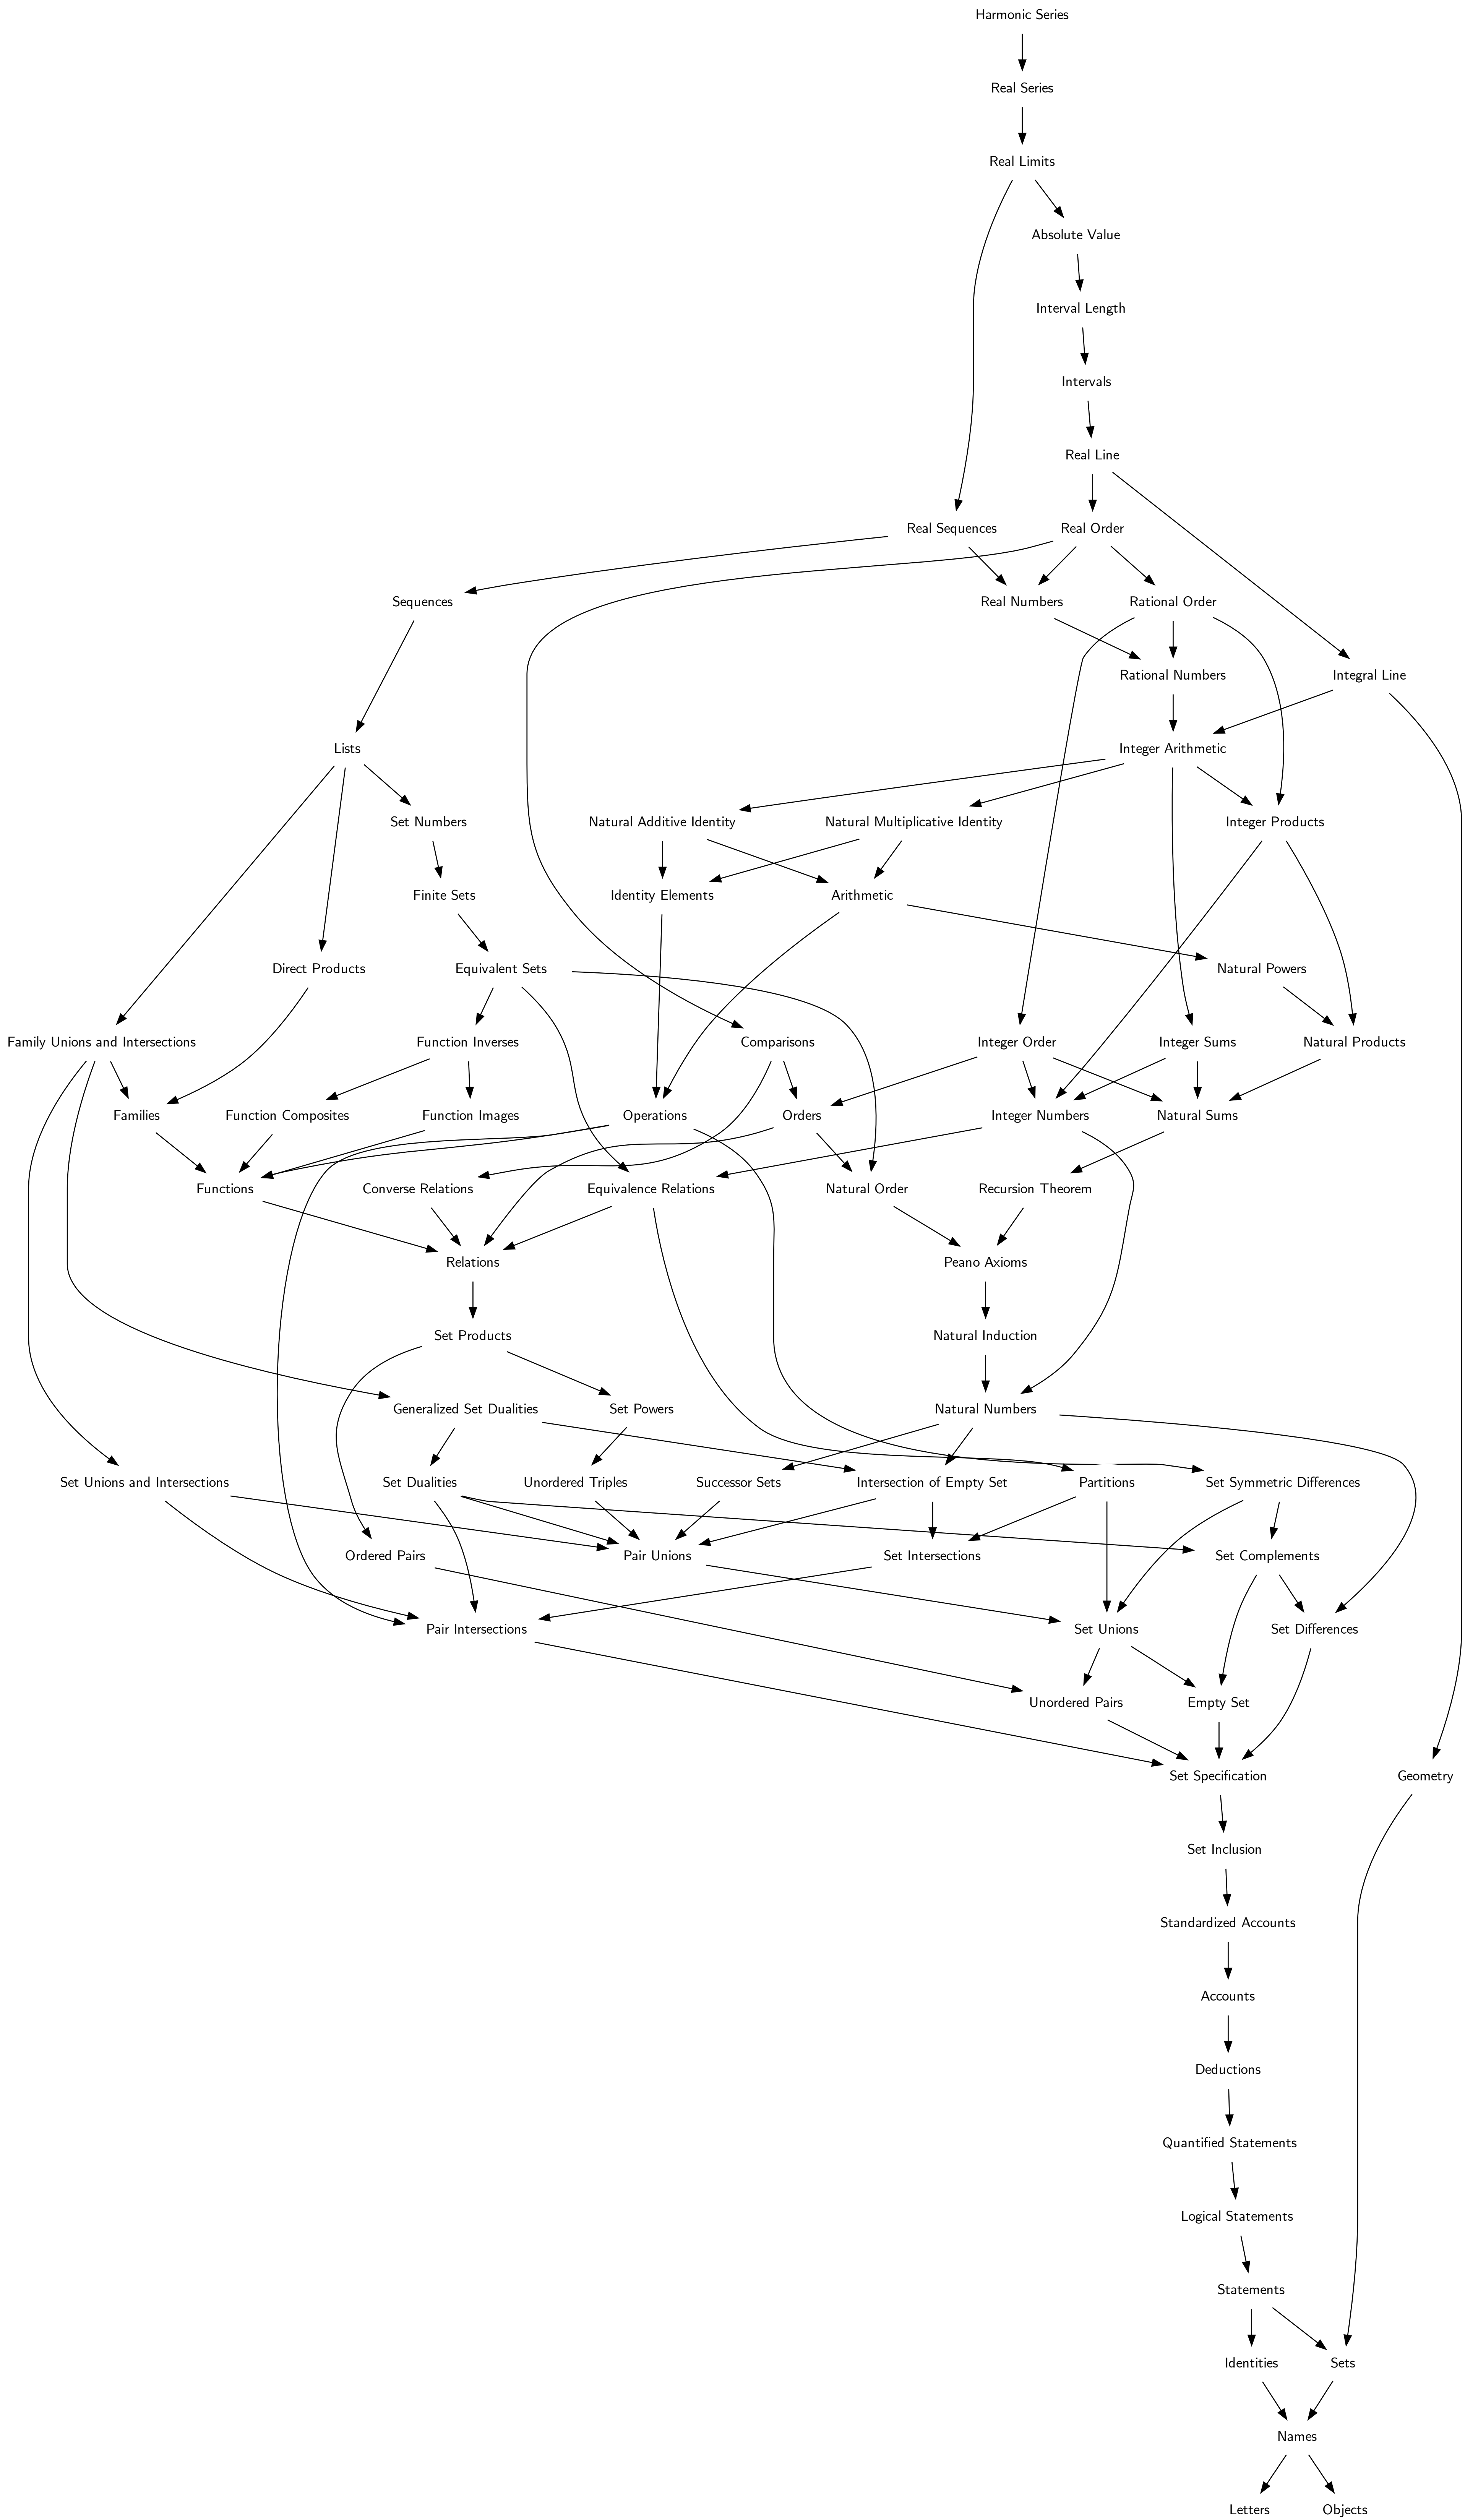 Harmonic Series
Real Series
Real Limits
Absolute Value
Interval Length
Intervals
Real Line
Real Sequences
Real Order
Sequences
Real Numbers
Rational Order
Rational Numbers
Integral Line
Lists
Integer Arithmetic
Set Numbers
Natural Additive Identity
Natural Multiplicative Identity
Integer Products
Finite Sets
Identity Elements
Arithmetic
Direct Products
Equivalent Sets
Natural Powers
Family Unions and Intersections
Function Inverses
Comparisons
Integer Order
Integer Sums
Natural Products
Families
Function Composites
Function Images
Operations
Orders
Integer Numbers
Natural Sums
Functions
Converse Relations
Equivalence Relations
Natural Order
Recursion Theorem
Relations
Peano Axioms
Set Products
Natural Induction
Generalized Set Dualities
Set Powers
Natural Numbers
Set Unions and Intersections
Set Dualities
Unordered Triples
Successor Sets
Intersection of Empty Set
Partitions
Set Symmetric Differences
Ordered Pairs
Pair Unions
Set Intersections
Set Complements
Pair Intersections
Set Unions
Set Differences
Unordered Pairs
Empty Set
Set Specification
Geometry
Set Inclusion
Standardized Accounts
Accounts
Deductions
Quantified Statements
Logical Statements
Statements
Identities
Sets
Names
Letters
Objects